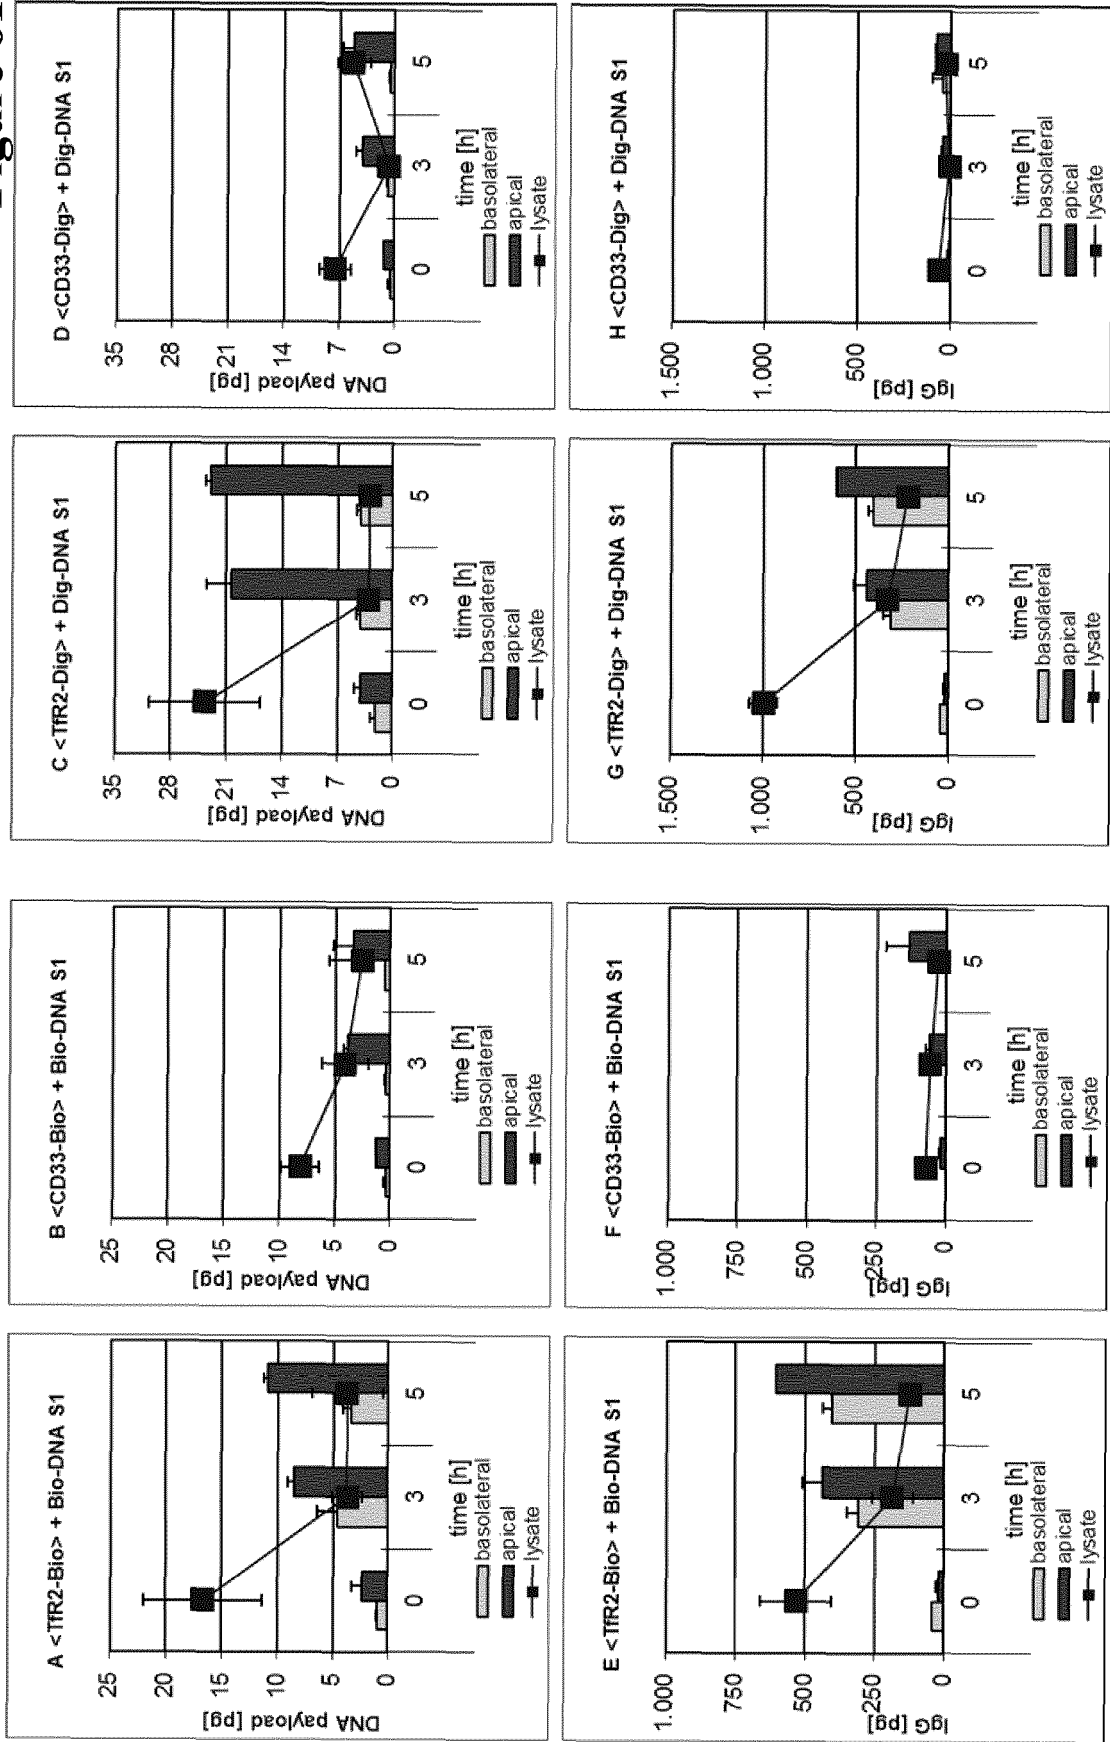 A <TfR2-Bio> + Bio-DNA S1
DNA payload [pg]
25
20
15
10
5
0
0 3 5
time [h]
basolateral
apical
lysate
B <CD33-Bio> + Bio-DNA S1
DNA payload [pg]
25
20
15
10
5
0
0 3 5
time [h]
basolateral
apical
lysate
C <TfR2-Dig> + Dig-DNA S1
DNA payload [pg]
35
28
21
14
7
0
0 3 5
time [h]
basolateral
apical
lysate
D <CD33-Dig> + Dig-DNA S1
DNA payload [pg]
35
28
21
14
7
0
0 3 5
time [h]
basolateral
apical
lysate
E <TfR2-Bio> + Bio-DNA S1
IgG [pg]
1.000
750
500
250
0
0 3 5
time [h]
basolateral
apical
lysate
F <CD33-Bio> + Bio-DNA S1
IgG [pg]
1.000
750
500
250
0
0 3 5
time [h]
basolateral
apical
lysate
G <TfR2-Dig> + Dig-DNA S1
IgG [pg]
1.500
1.000
500
0
0 3 5
time [h]
basolateral
apical
lysate
H <CD33-Dig> + Dig-DNA S1
IgG [pg]
1.500
1.000
500
0
0 3 5
time [h]
basolateral
apical
lysate